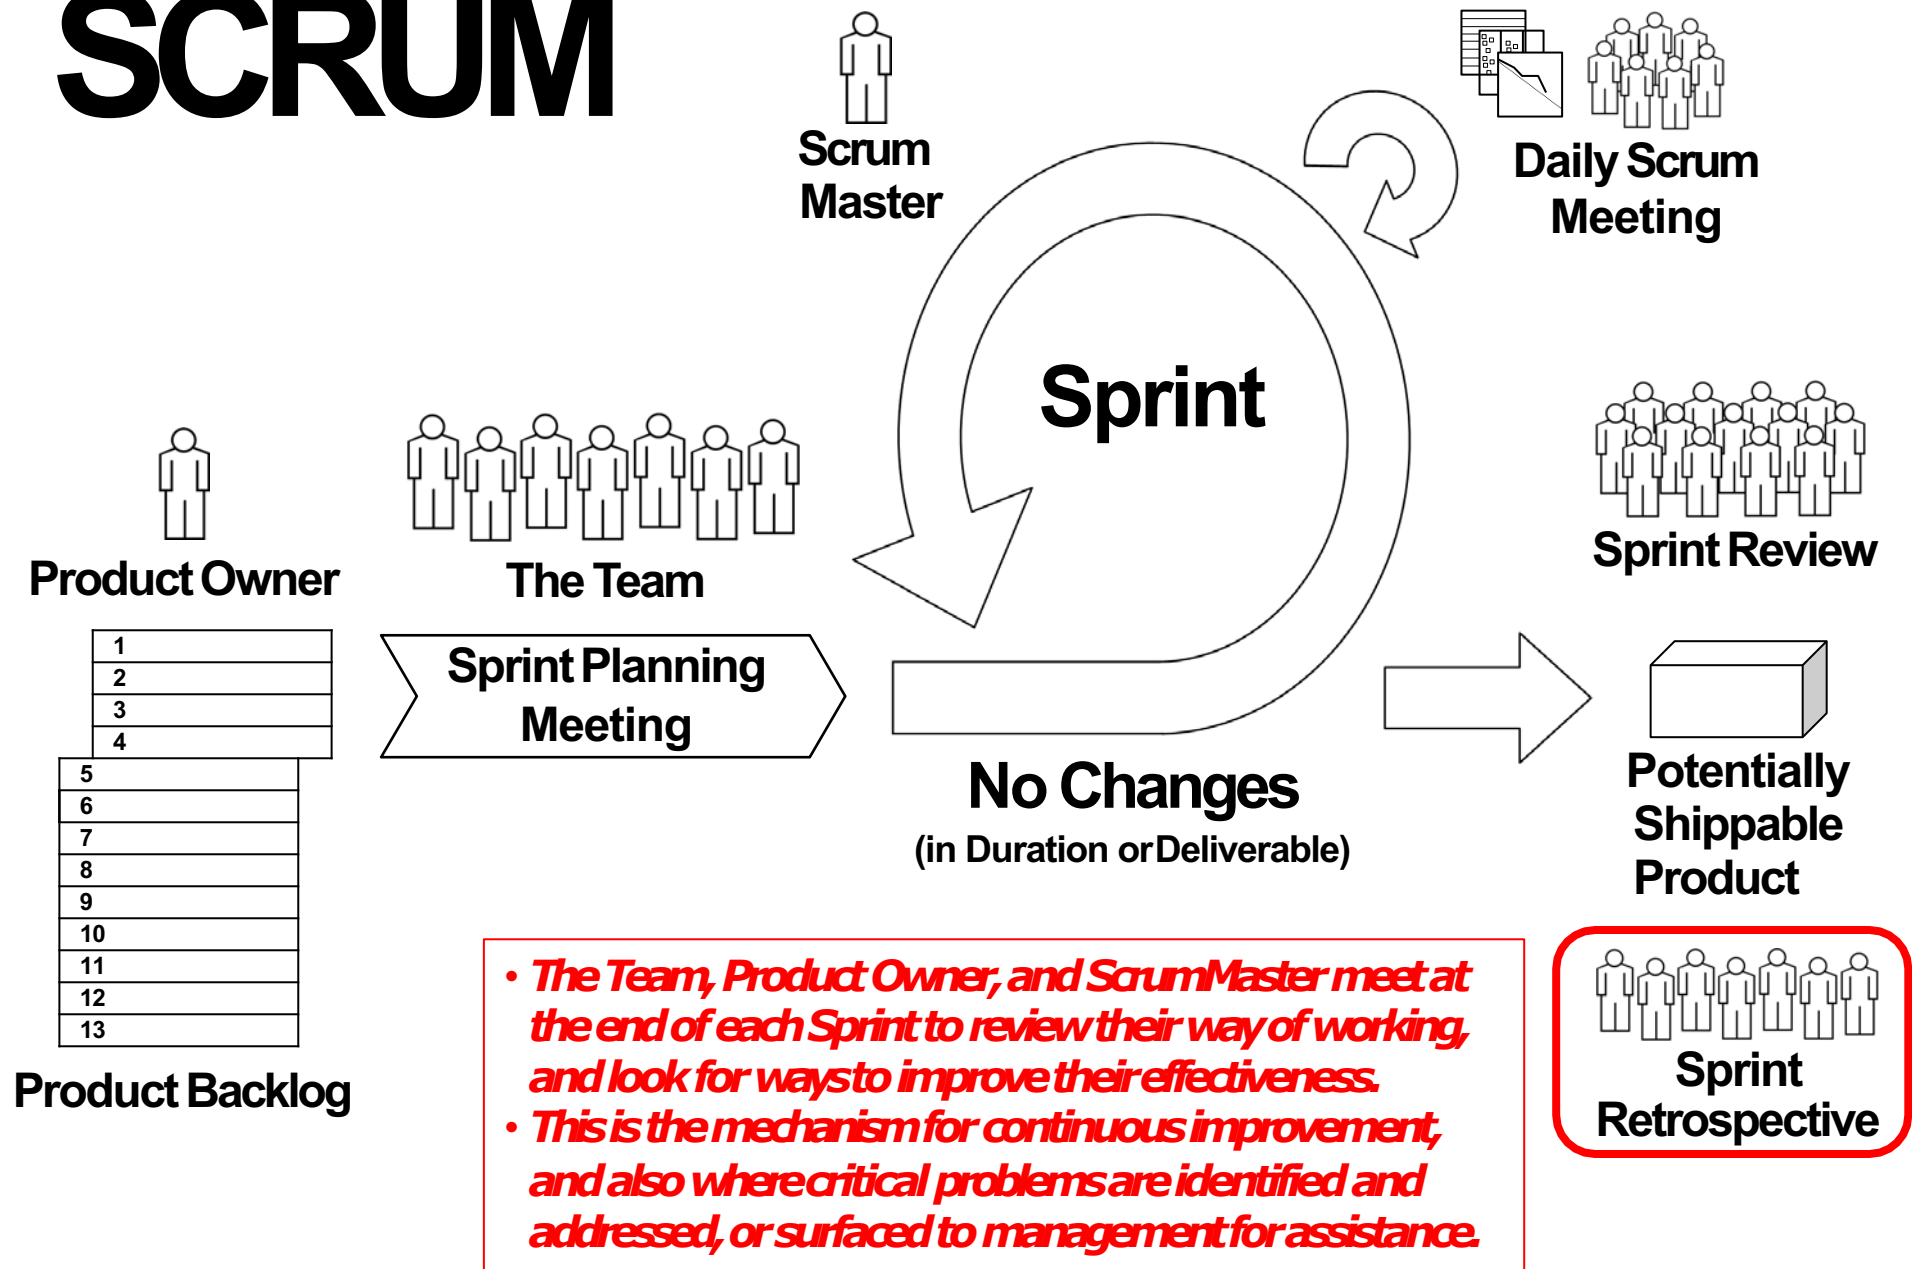 SCRUM
Scrum
Master
Daily Scrum
Meeting
Sprint
Product Owner
The Team
Sprint Review
1
2
3
4
5
6
7
8
9
10
11
12
13
Product Backlog
Sprint Planning
Meeting
No Changes
(in Duration or Deliverable)
Potentially
Shippable
Product
• The Team, Product Owner, and ScrumMaster meet at
the end of each Sprint to review their way of working,
and look for ways to improve their effectiveness.
• This is the mechanism for continuous improvement,
and also where critical problems are identified and
addressed, or surfaced to management for assistance.
Sprint
Retrospective